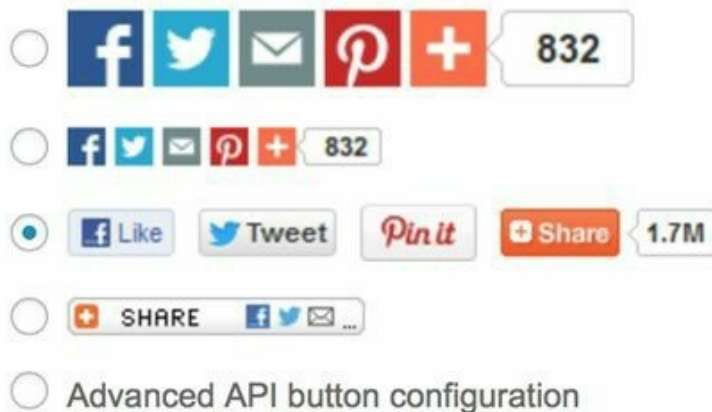 832
832
Like Tweet Pin it Share 1.7M
SHARE ...
Advanced API button configuration